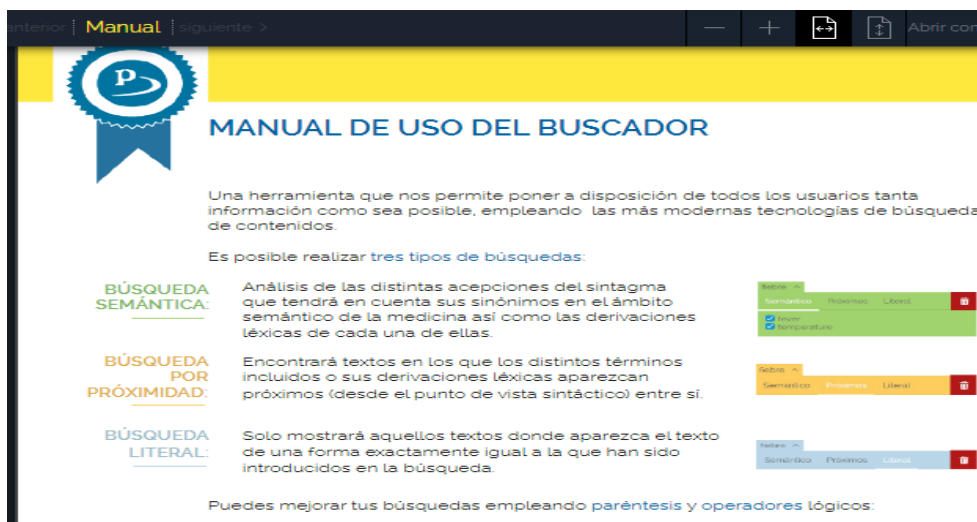 anterior | Manual | siguiente >
Abrir con
P
MANUAL DE USO DEL BUSCADOR
Una herramienta que nos permite poner a disposición de todos los usuarios tanta
información como sea posible, empleando las más modernas tecnologías de búsqueda
de contenidos.
Es posible realizar tres tipos de búsquedas:
BÚSQUEDA
SEMÁNTICA:
Análisis de las distintas acepciones del sintagma
que tendrá en cuenta sus sinónimos en el ámbito
semántico de la medicina así como las derivaciones
léxicas de cada una de ellas.
fiebre
Semántico Próximos Literal
fever
temperature
BÚSQUEDA
POR
PRÓXIMIDAD:
Encontrará textos en los que los distintos términos
incluidos o sus derivaciones léxicas aparezcan
próximos (desde el punto de vista sintáctico) entre sí.
fiebre
Semántico Próximos Literal
BÚSQUEDA
LITERAL:
Solo mostrará aquellos textos donde aparezca el texto
de una forma exactamente igual a la que han sido
introducidos en la búsqueda.
fiebre
Semántico Próximos Literal
Puedes mejorar tus búsquedas empleando paréntesis y operadores lógicos: